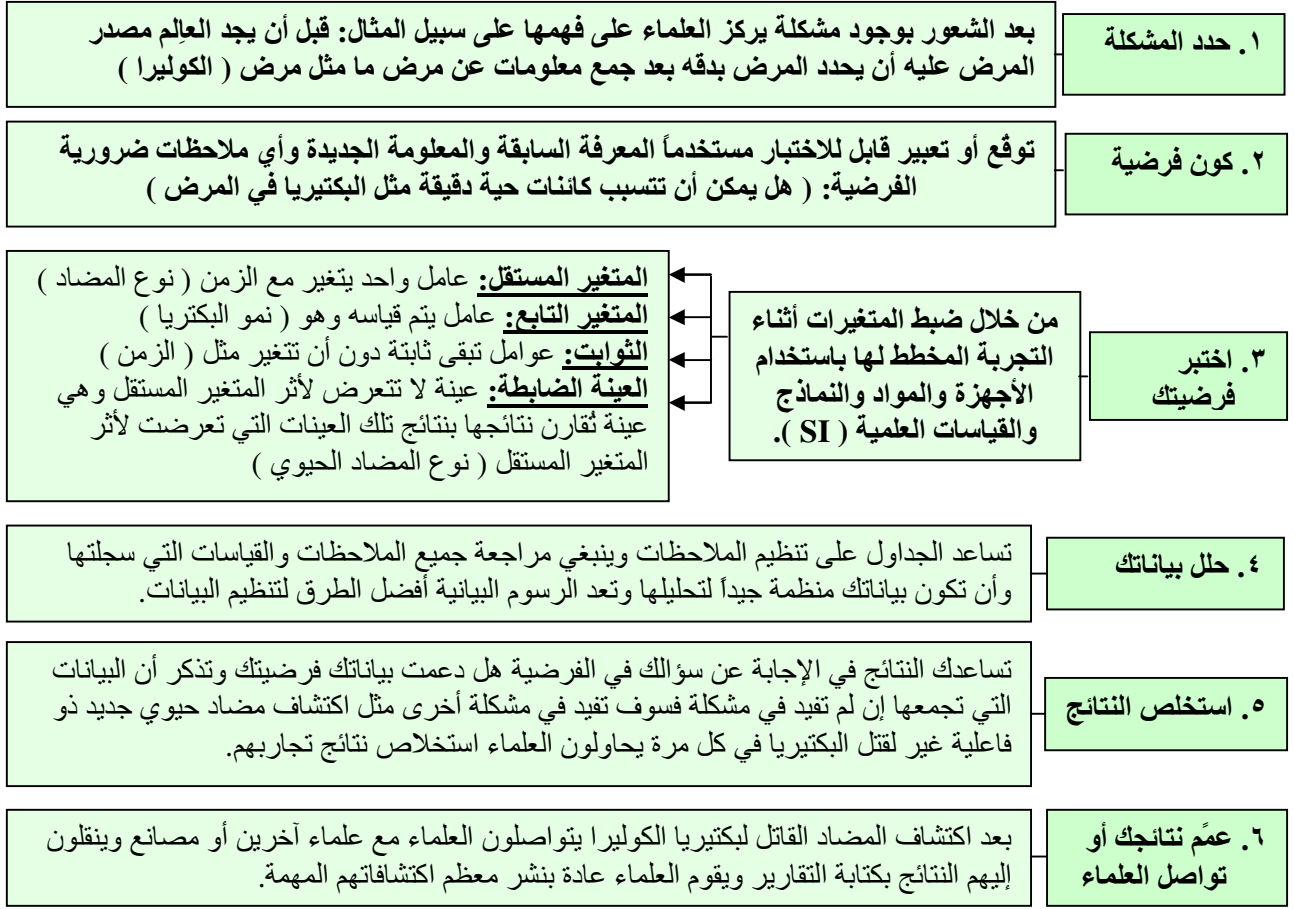 ١. حدد المشكلة
بعد الشعور بوجود مشكلة يركز العلماء على فهمها على سبيل المثال: قبل أن يجد العالِم مصدر
المرض عليه أن يحدد المرض بدقه بعد جمع معلومات عن مرض ما مثل مرض ( الكوليرا )
٢. كون فرضية
توقّع أو تعبير قابل للاختبار مستخدماً المعرفة السابقة والمعلومة الجديدة وأي ملاحظات ضرورية
الفرضية: ( هل يمكن أن تتسبب كائنات حية دقيقة مثل البكتيريا في المرض )
٣. اختبر
فرضيتك
من خلال ضبط المتغيرات أثناء
التجربة المخطط لها باستخدام
الأجهزة والمواد والنماذج
والقياسات العلمية ( SI ).
المتغير المستقل: عامل واحد يتغير مع الزمن ( نوع المضاد )
المتغير التابع: عامل يتم قياسه وهو ( نمو البكتريا )
الثوابت: عوامل تبقى ثابتة دون أن تتغير مثل ( الزمن )
العينة الضابطة: عينة لا تتعرض لأثر المتغير المستقل وهي
عينة تُقارن نتائجها بنتائج تلك العينات التي تعرضت لأثر
المتغير المستقل ( نوع المضاد الحيوي )
٤. حلل بياناتك
تساعد الجداول على تنظيم الملاحظات وينبغي مراجعة جميع الملاحظات والقياسات التي سجلتها
وأن تكون بياناتك منظمة جيداً لتحليلها وتعد الرسوم البيانية أفضل الطرق لتنظيم البيانات.
٥. استخلص النتائج
تساعدك النتائج في الإجابة عن سؤالك في الفرضية هل دعمت بياناتك فرضيتك وتذكر أن البيانات
التي تجمعها إن لم تفيد في مشكلة فسوف تفيد في مشكلة أخرى مثل اكتشاف مضاد حيوي جديد ذو
فاعلية غير لقتل البكتيريا في كل مرة يحاولون العلماء استخلاص نتائج تجاربهم.
٦. عمًم نتائجك أو
تواصل العلماء
بعد اكتشاف المضاد القاتل لبكتيريا الكوليرا يتواصلون العلماء مع علماء آخرين أو مصانع وينقلون
إليهم النتائج بكتابة التقارير ويقوم العلماء عادة بنشر معظم اكتشافاتهم المهمة.